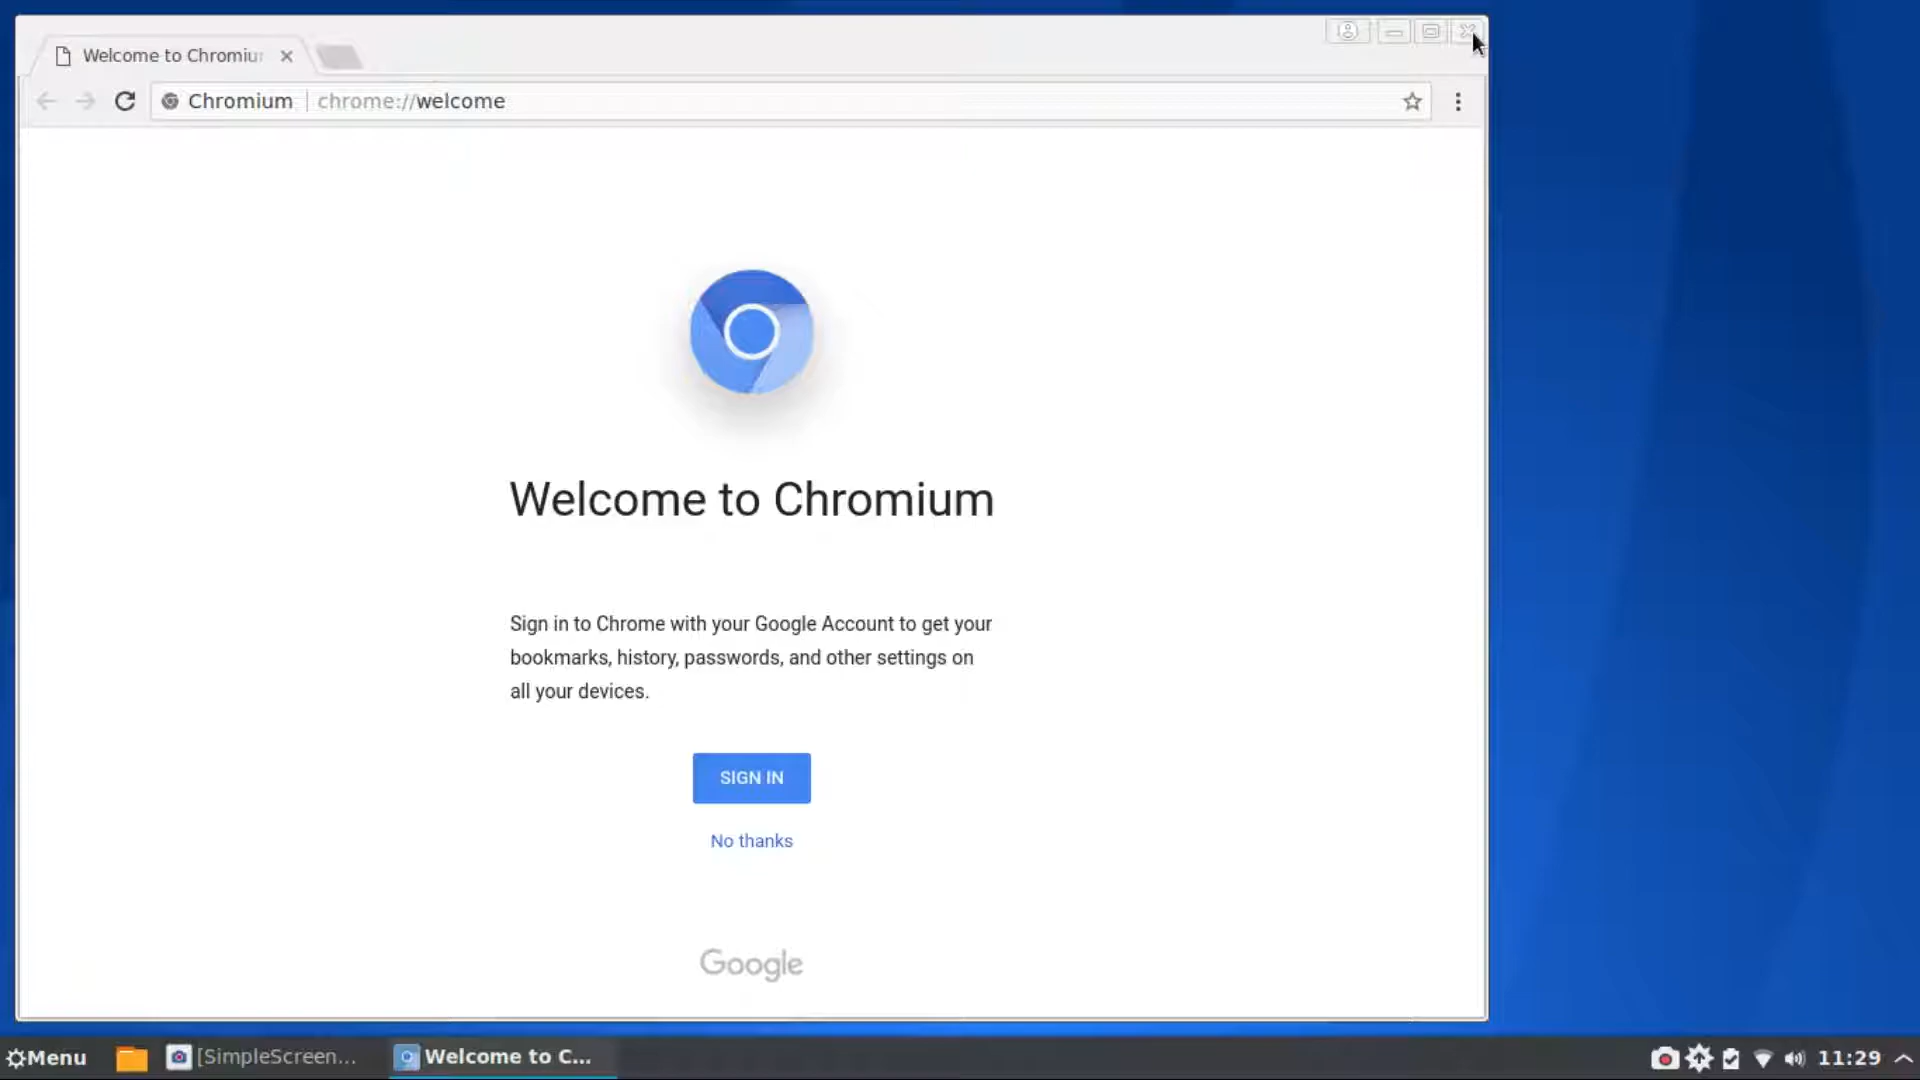 Welcome to Chromiu
Chromium | chrome://welcome
Welcome to Chromium
Sign in to Chrome with your Google Account to get your
bookmarks, history, passwords, and other settings on
all your devices.
SIGN IN
No thanks
Google
Menu
[SimpleScreen...
Welcome to C...
11:29